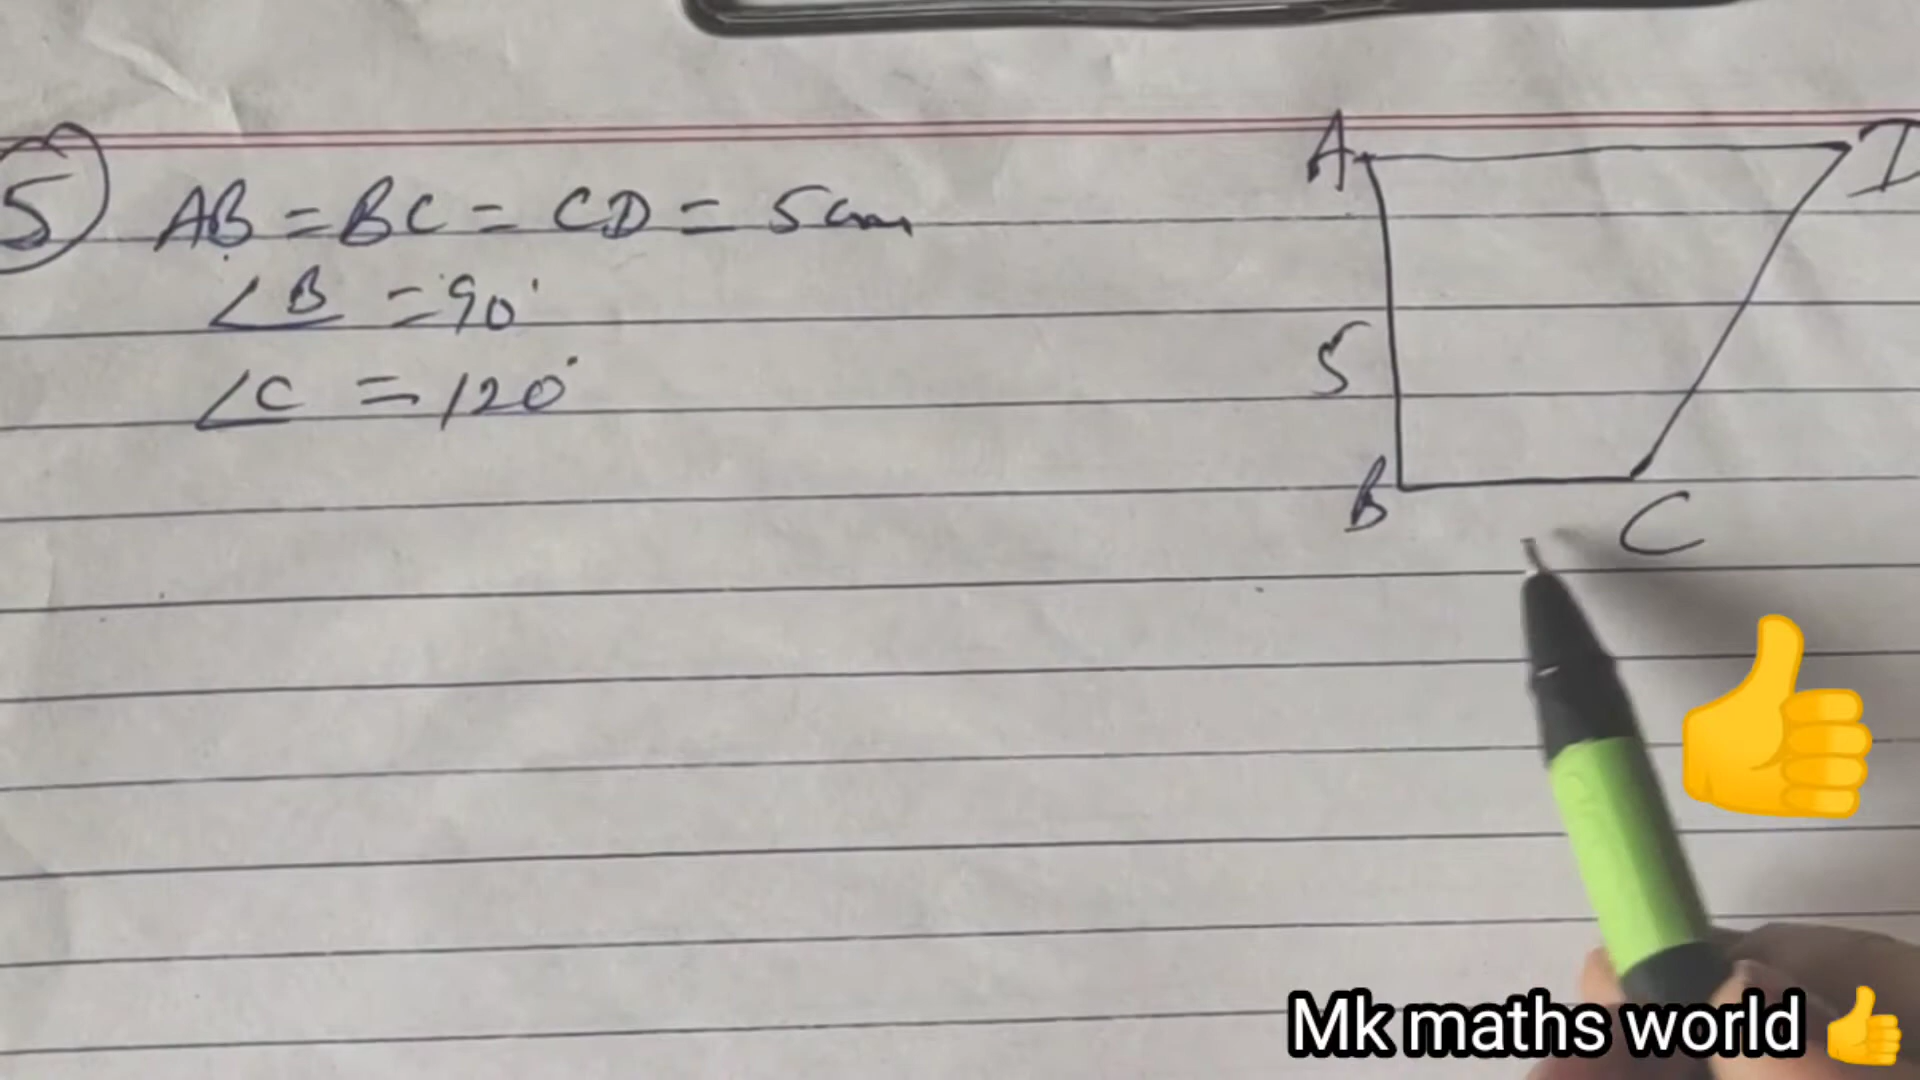 5 AB = BC = CD = 5cm
∠B = 90°
∠C = 120°
A D
5
B C
Mk maths world 👍